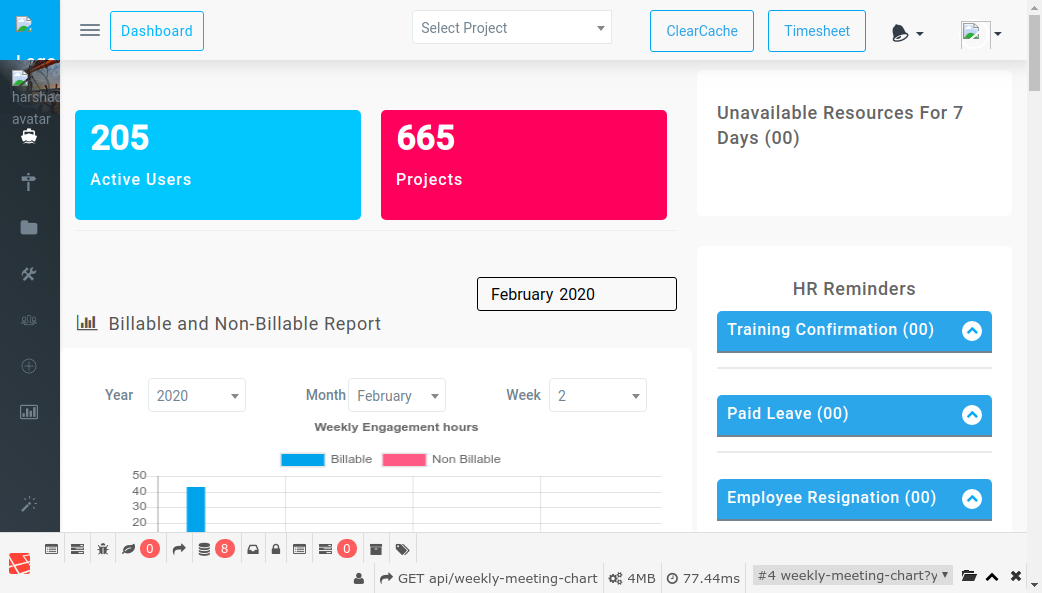 Dashboard
Select Project
ClearCache
Timesheet
harshad
avatar
205
Active Users
665
Projects
Unavailable Resources For 7
Days (00)
February 2020
Billable and Non-Billable Report
HR Reminders
Training Confirmation (00)
Paid Leave (00)
Employee Resignation (00)
Year
2020
Month
February
Week
2
Weekly Engagement hours
Billable
Non Billable
50
40
30
20
0
8
0
GET api/weekly-meeting-chart
4MB
77.44ms
#4 weekly-meeting-chart?y